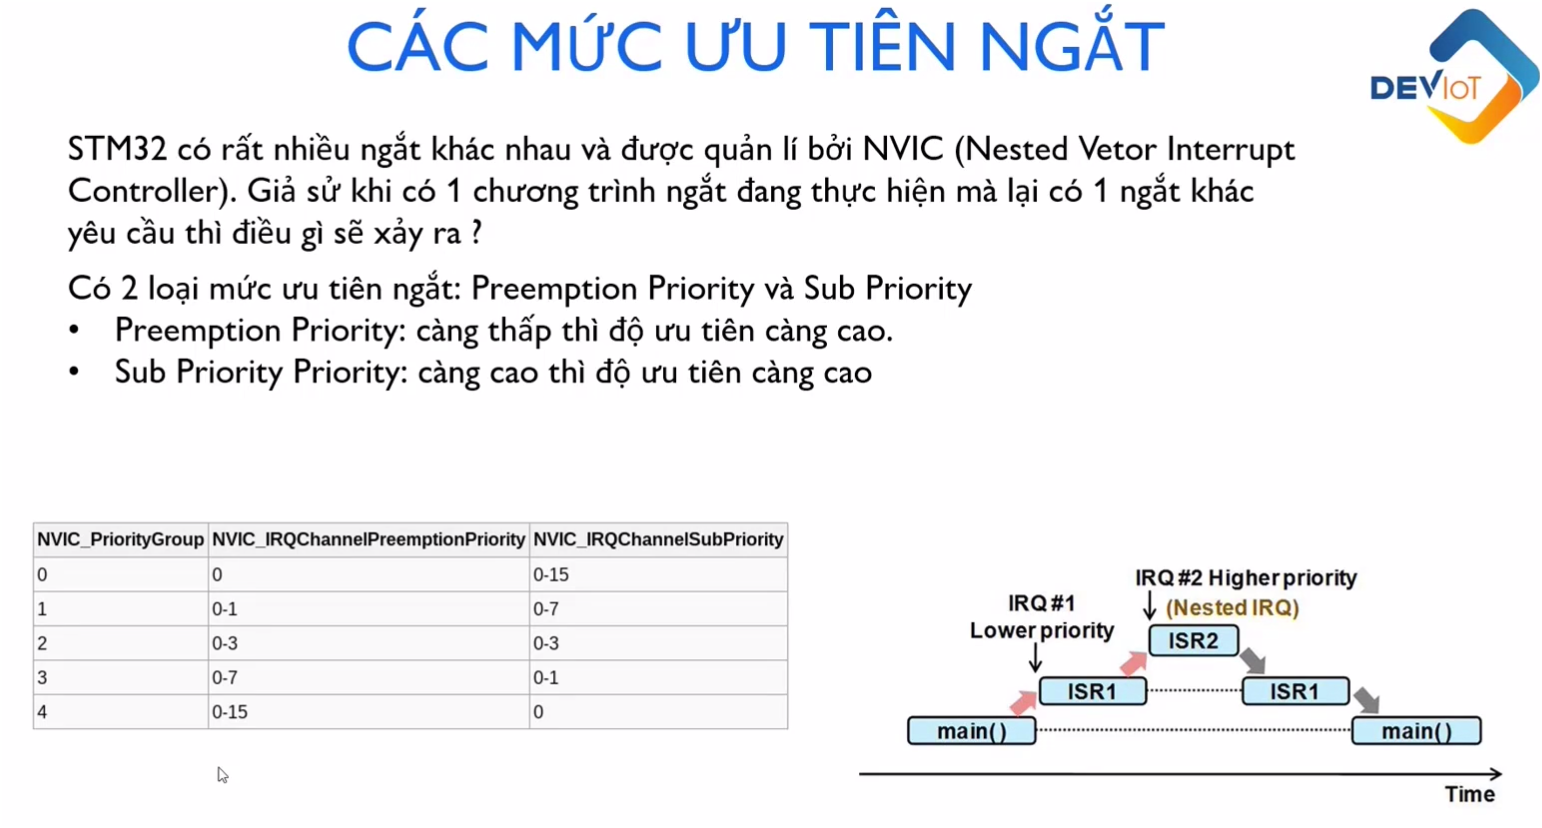 CÁC MỨC ƯU TIÊN NGẮT
DEVIoT
STM32 có rất nhiều ngắt khác nhau và được quản lí bởi NVIC (Nested Vetor Interrupt
Controller). Giả sử khi có 1 chương trình ngắt đang thực hiện mà lại có 1 ngắt khác
yêu cầu thì điều gì sẽ xảy ra ?
Có 2 loại mức ưu tiên ngắt: Preemption Priority và Sub Priority
• Preemption Priority: càng thấp thì độ ưu tiên càng cao.
• Sub Priority Priority: càng cao thì độ ưu tiên càng cao
NVIC_PriorityGroup NVIC_IRQChannelPreemptionPriority NVIC_IRQChannelSubPriority
0 0 0-15
1 0-1 0-7
2 0-3 0-3
3 0-7 0-1
4 0-15 0
IRQ #2 Higher priority
(Nested IRQ)
IRQ #1
Lower priority
ISR2
ISR1 ISR1
main() main()
Time